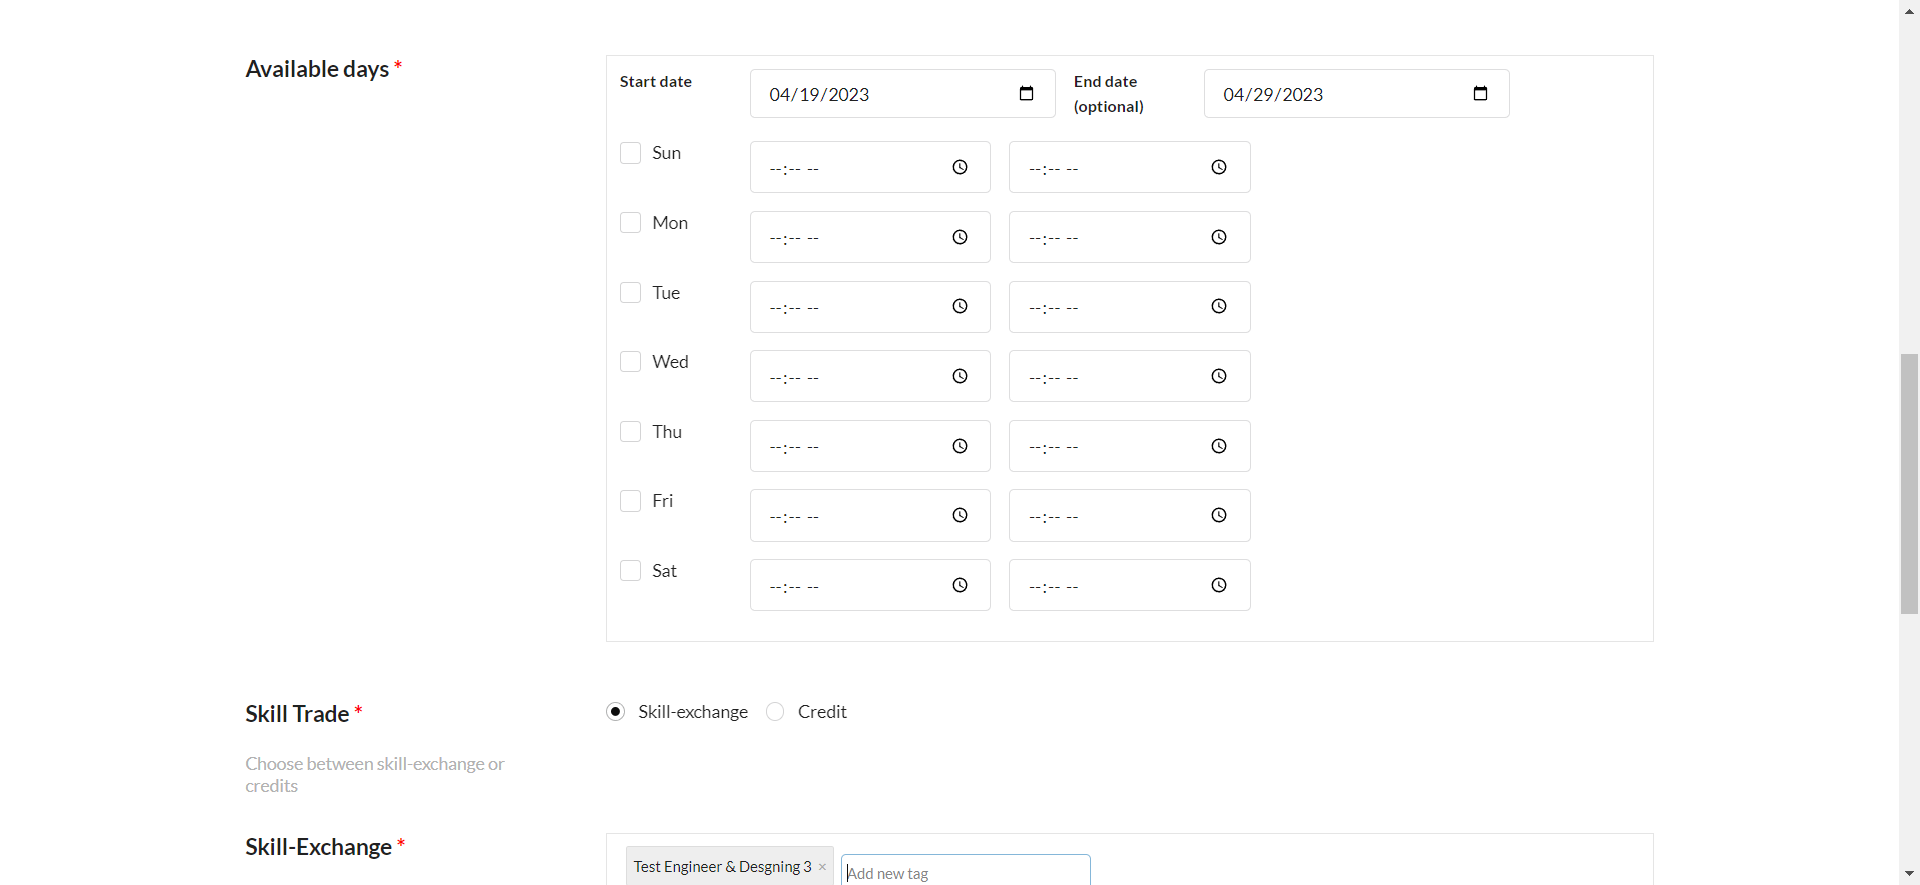 Available days *
Start date
04/19/2023
End date
(optional)
04/29/2023
Sun
--:-- --
--:-- --
Mon
--:-- --
--:-- --
Tue
--:-- --
--:-- --
Wed
--:-- --
--:-- --
Thu
--:-- --
--:-- --
Fri
--:-- --
--:-- --
Sat
--:-- --
--:-- --
Skill Trade *
Skill-exchange
Credit
Choose between skill-exchange or
credits
Skill-Exchange *
Test Engineer & Desgning 3 ×
Add new tag